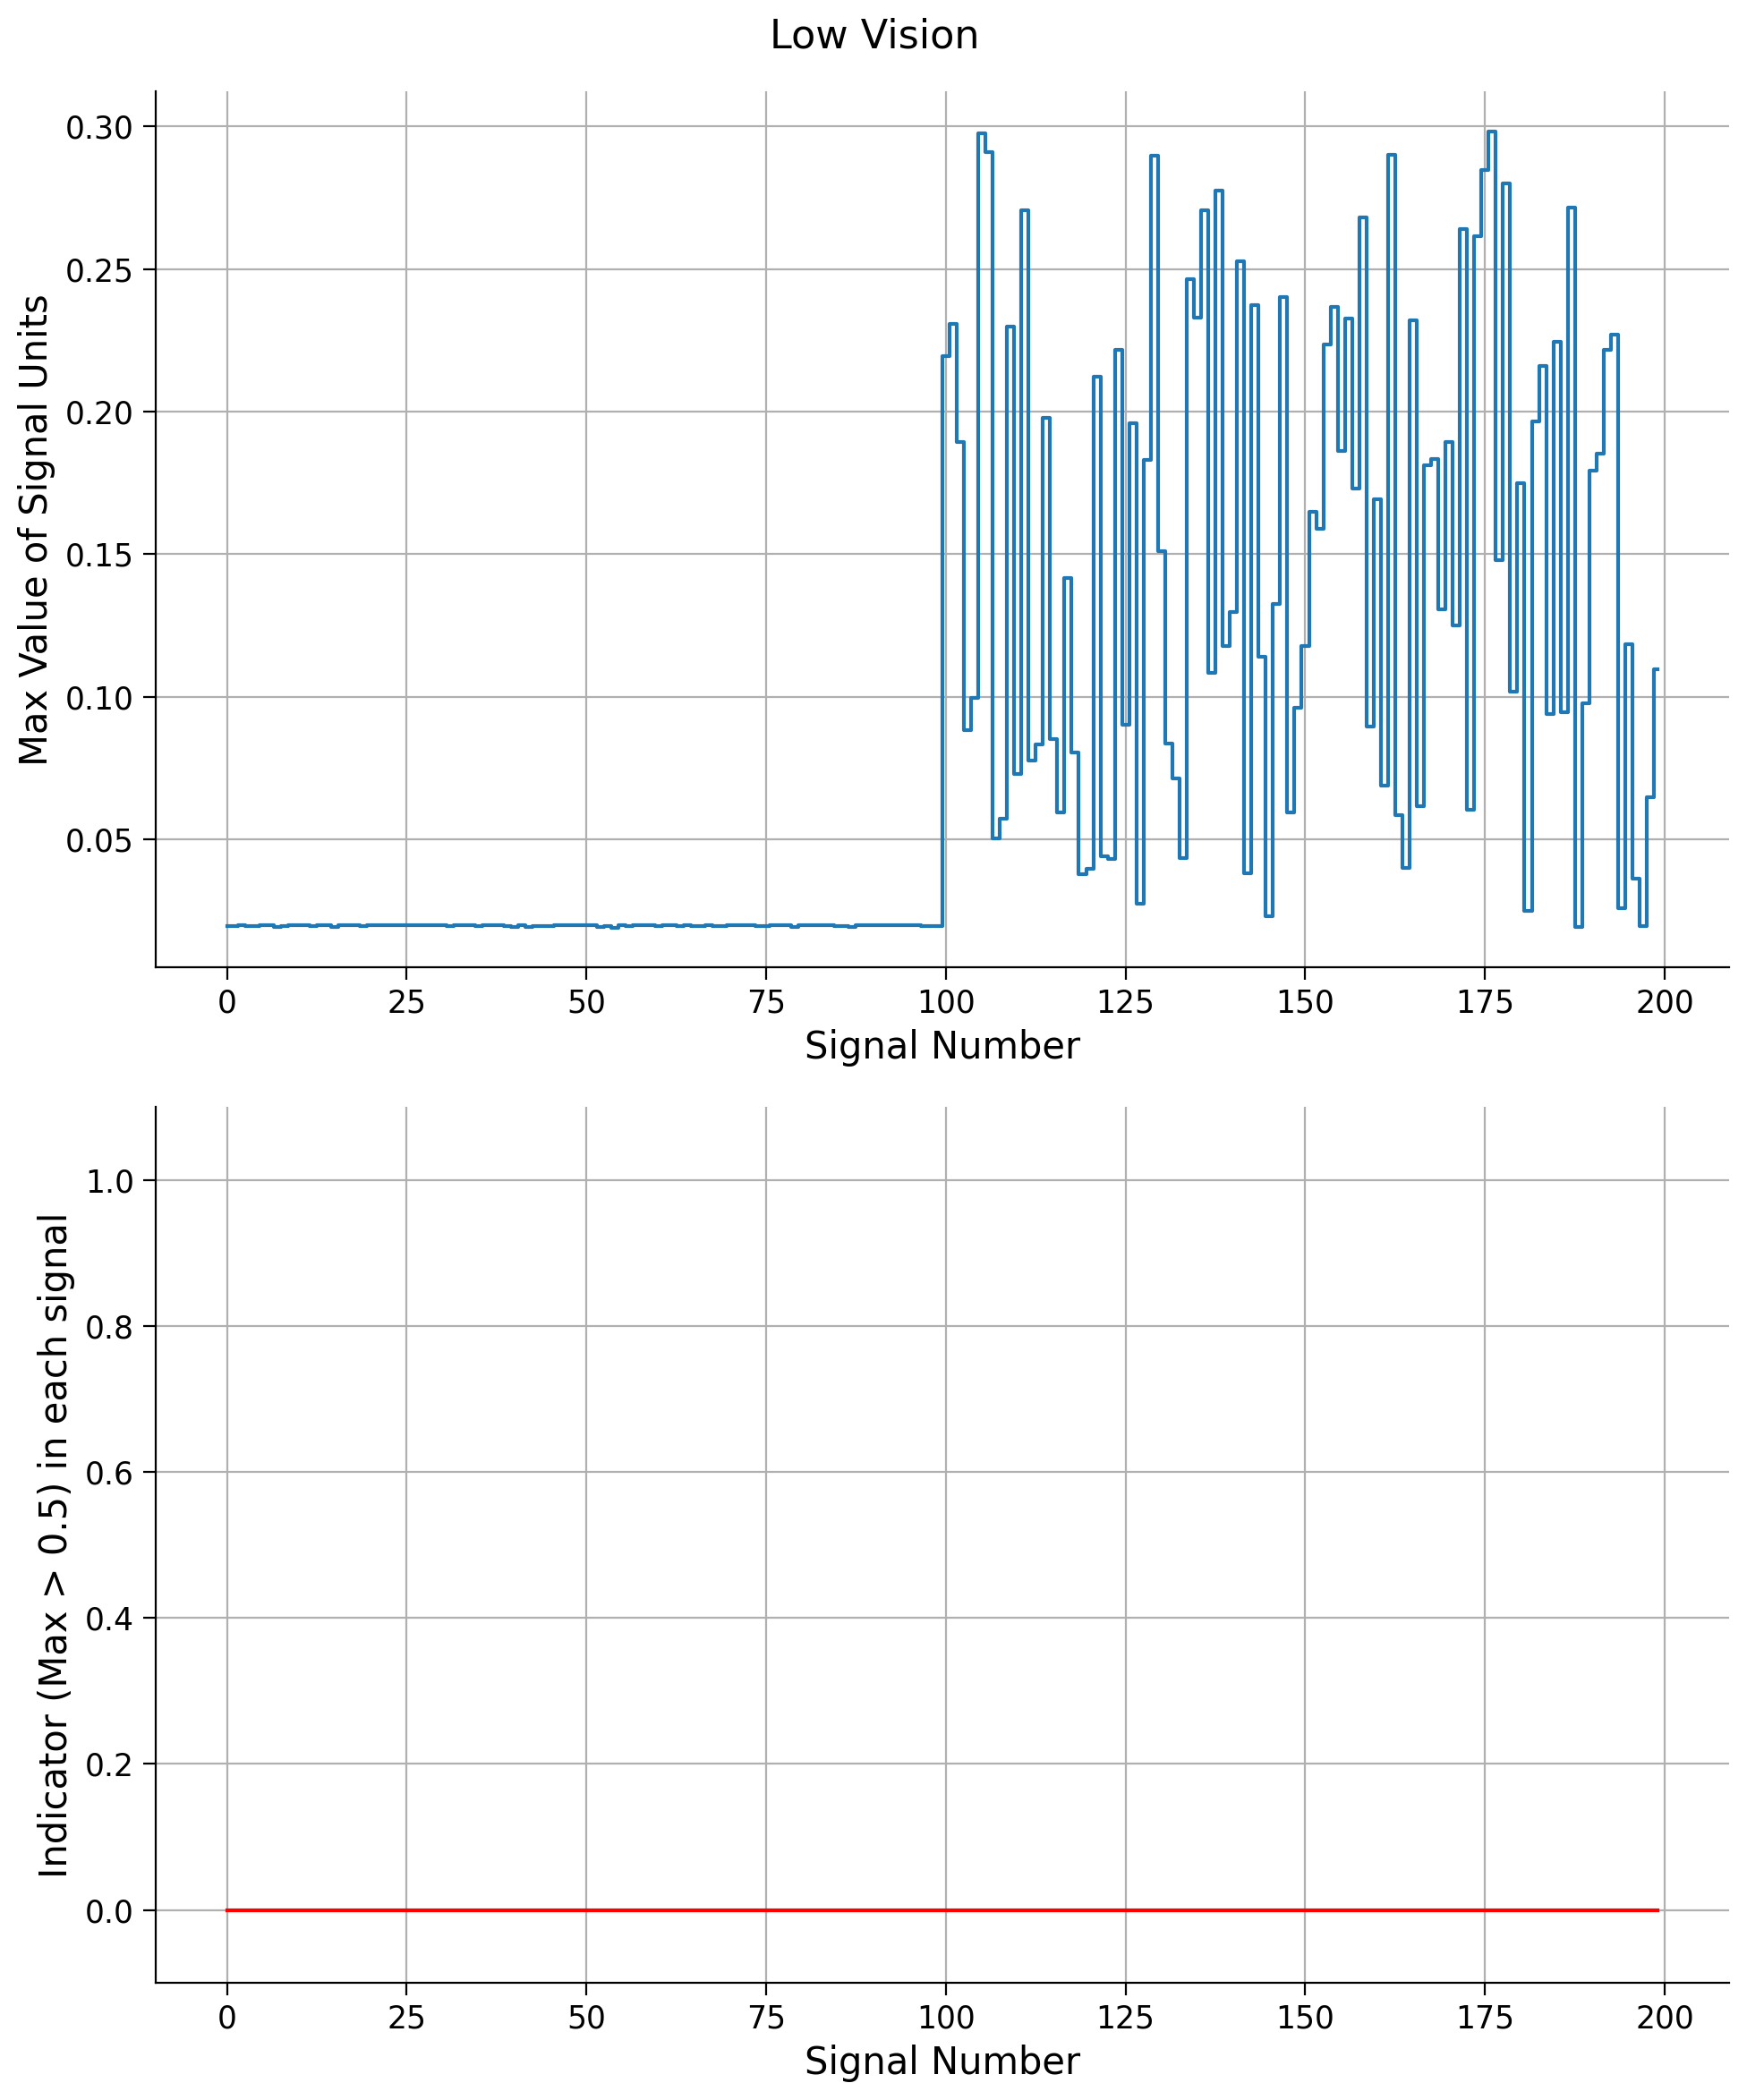 Low Vision
Max Value of Signal Units
0.30
0.25
0.20
0.15
0.10
0.05
0 25 50 75 100 125 150 175 200
Signal Number
Indicator (Max > 0.5) in each signal
1.0
0.8
0.6
0.4
0.2
0.0
0 25 50 75 100 125 150 175 200
Signal Number